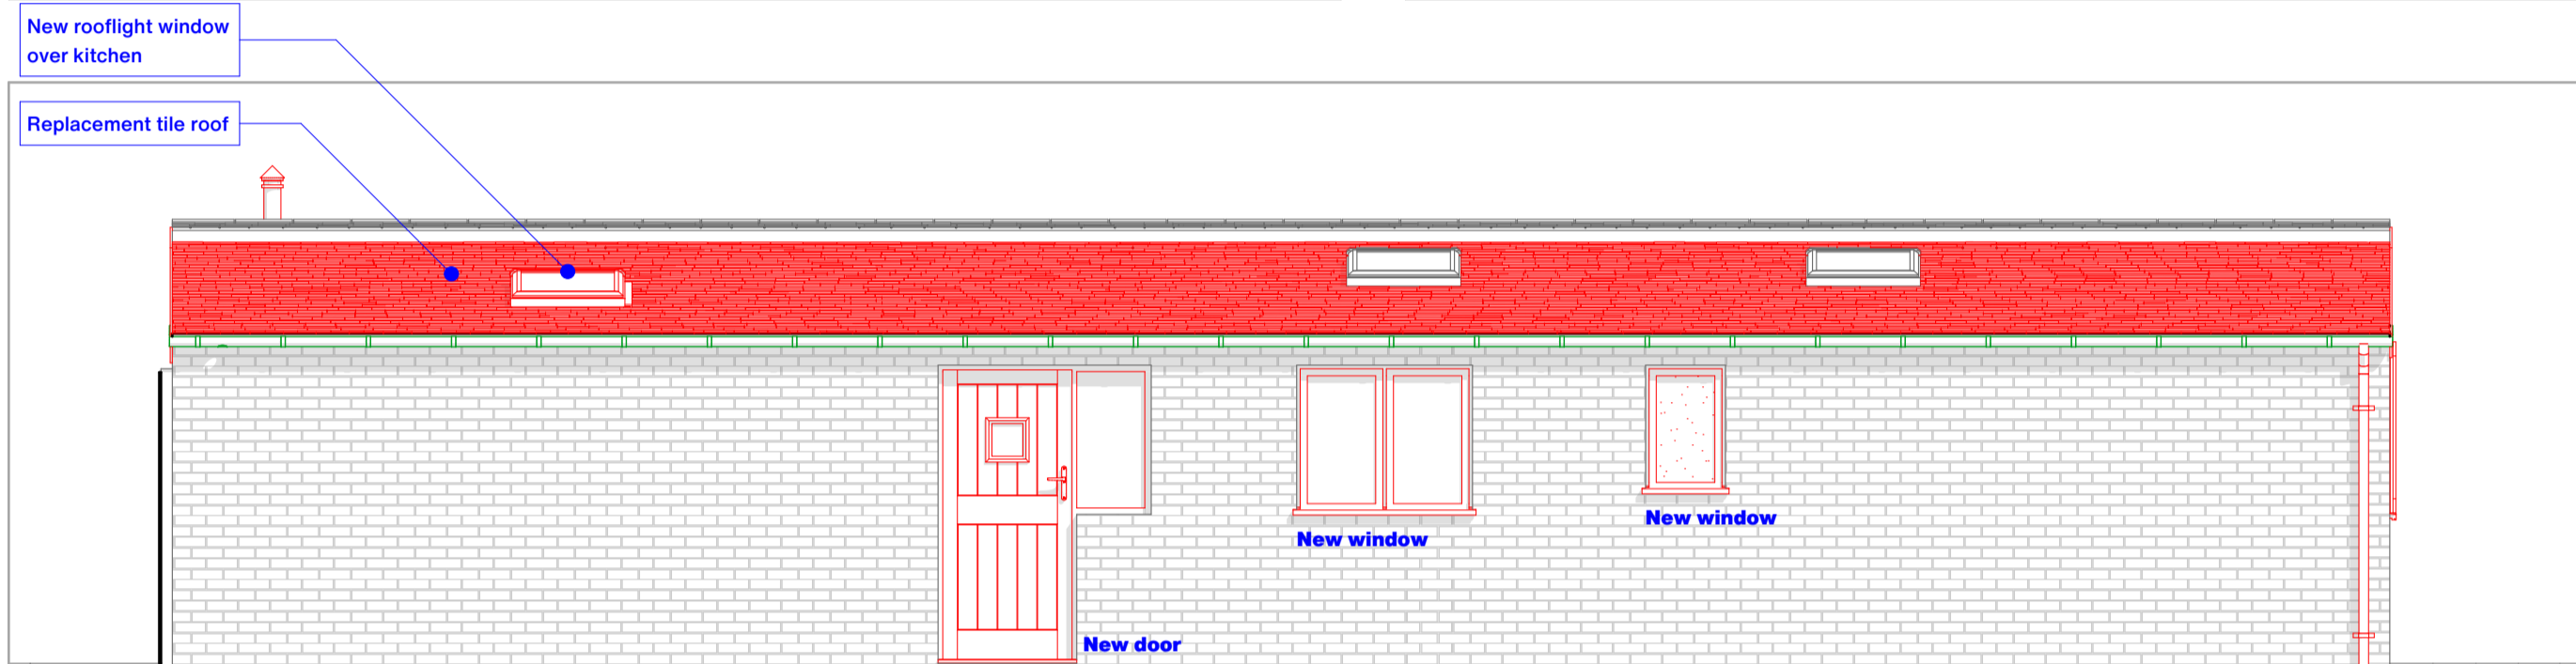 New rooflight window
over kitchen
Replacement tile roof
New window
New window
New door